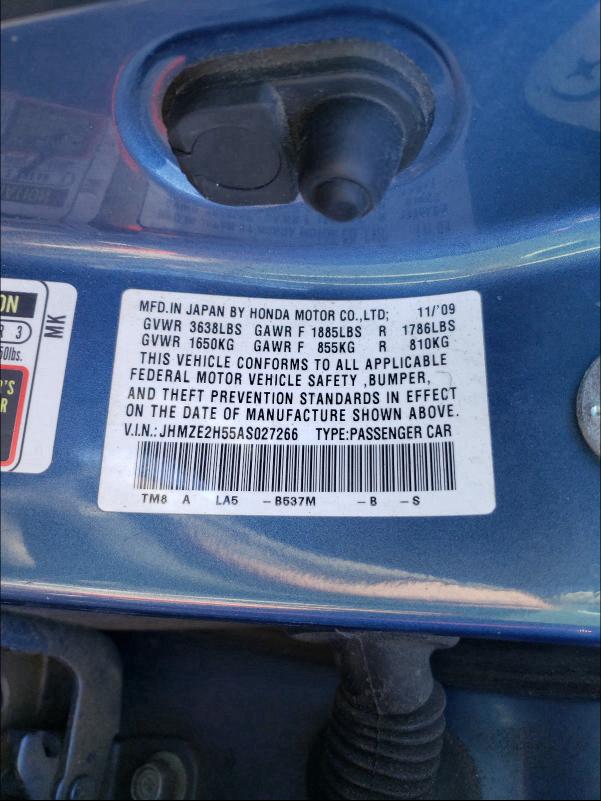 ON
R 3
50lbs.
'S
R
MK
MFD.IN JAPAN BY HONDA MOTOR CO.,LTD; 11/'09
GVWR 3638LBS GAWR F 1885LBS R 1786LBS
GVWR 1650KG GAWR F 855KG R 810KG
THIS VEHICLE CONFORMS TO ALL APPLICABLE
FEDERAL MOTOR VEHICLE SAFETY ,BUMPER,
AND THEFT PREVENTION STANDARDS IN EFFECT
ON THE DATE OF MANUFACTURE SHOWN ABOVE.
V.I.N.: JHMZE2H55AS027266 TYPE:PASSENGER CAR
TM8 A LA5 -B537M -B -S